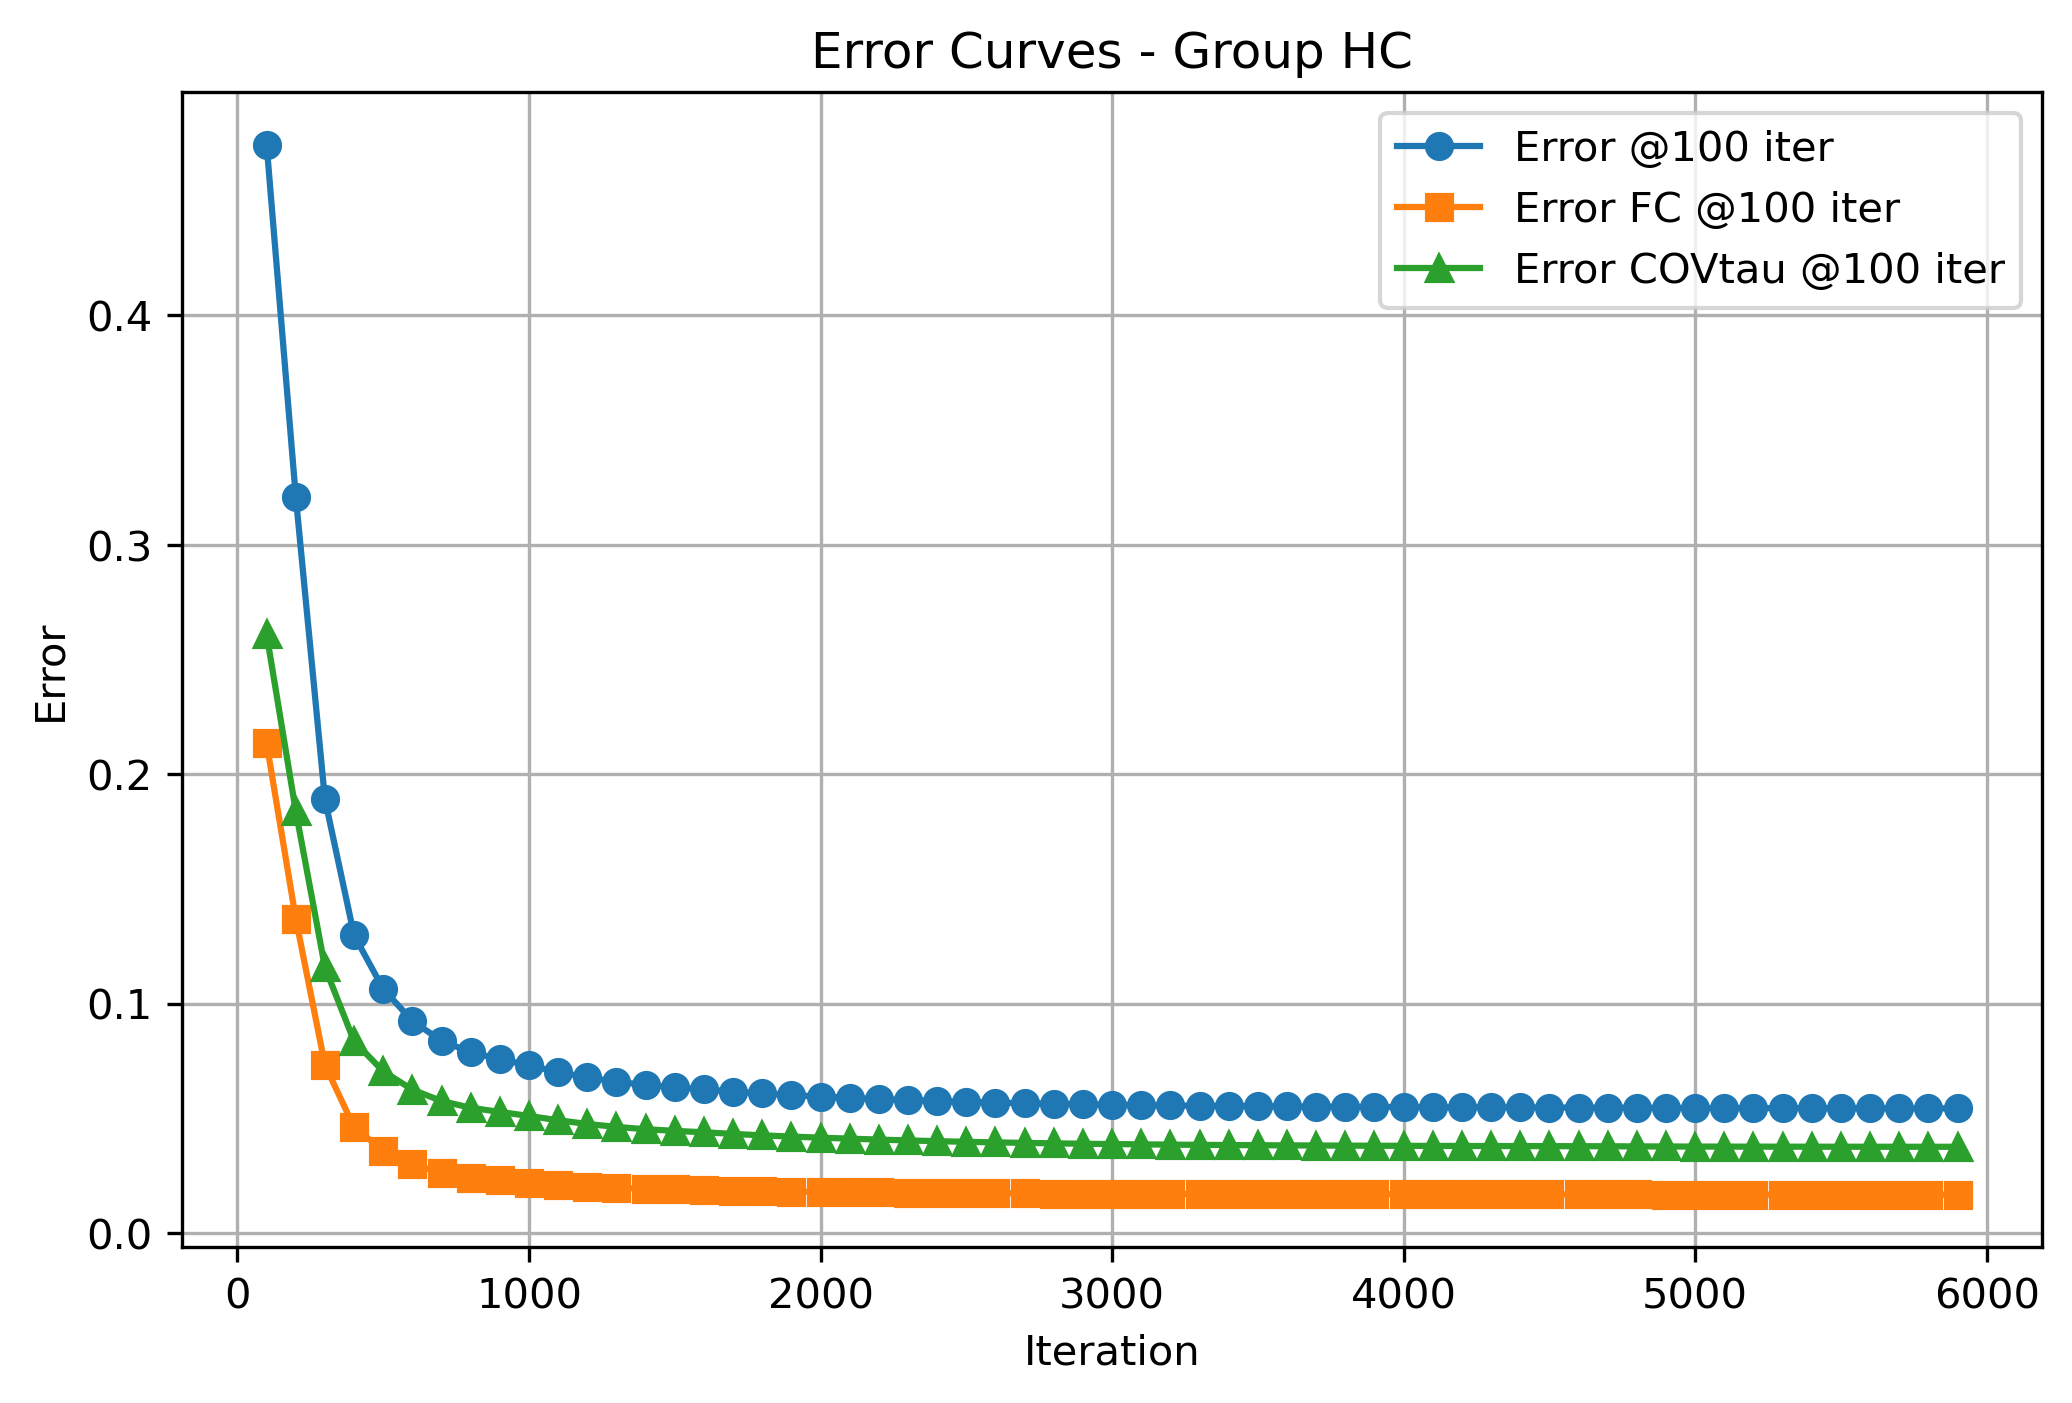 Error Curves - Group HC
Error @100 iter
Error FC @100 iter
Error COVtau @100 iter
0.4
0.3
0.2
0.1
0.0
Error
0 1000 2000 3000 4000 5000 6000
Iteration